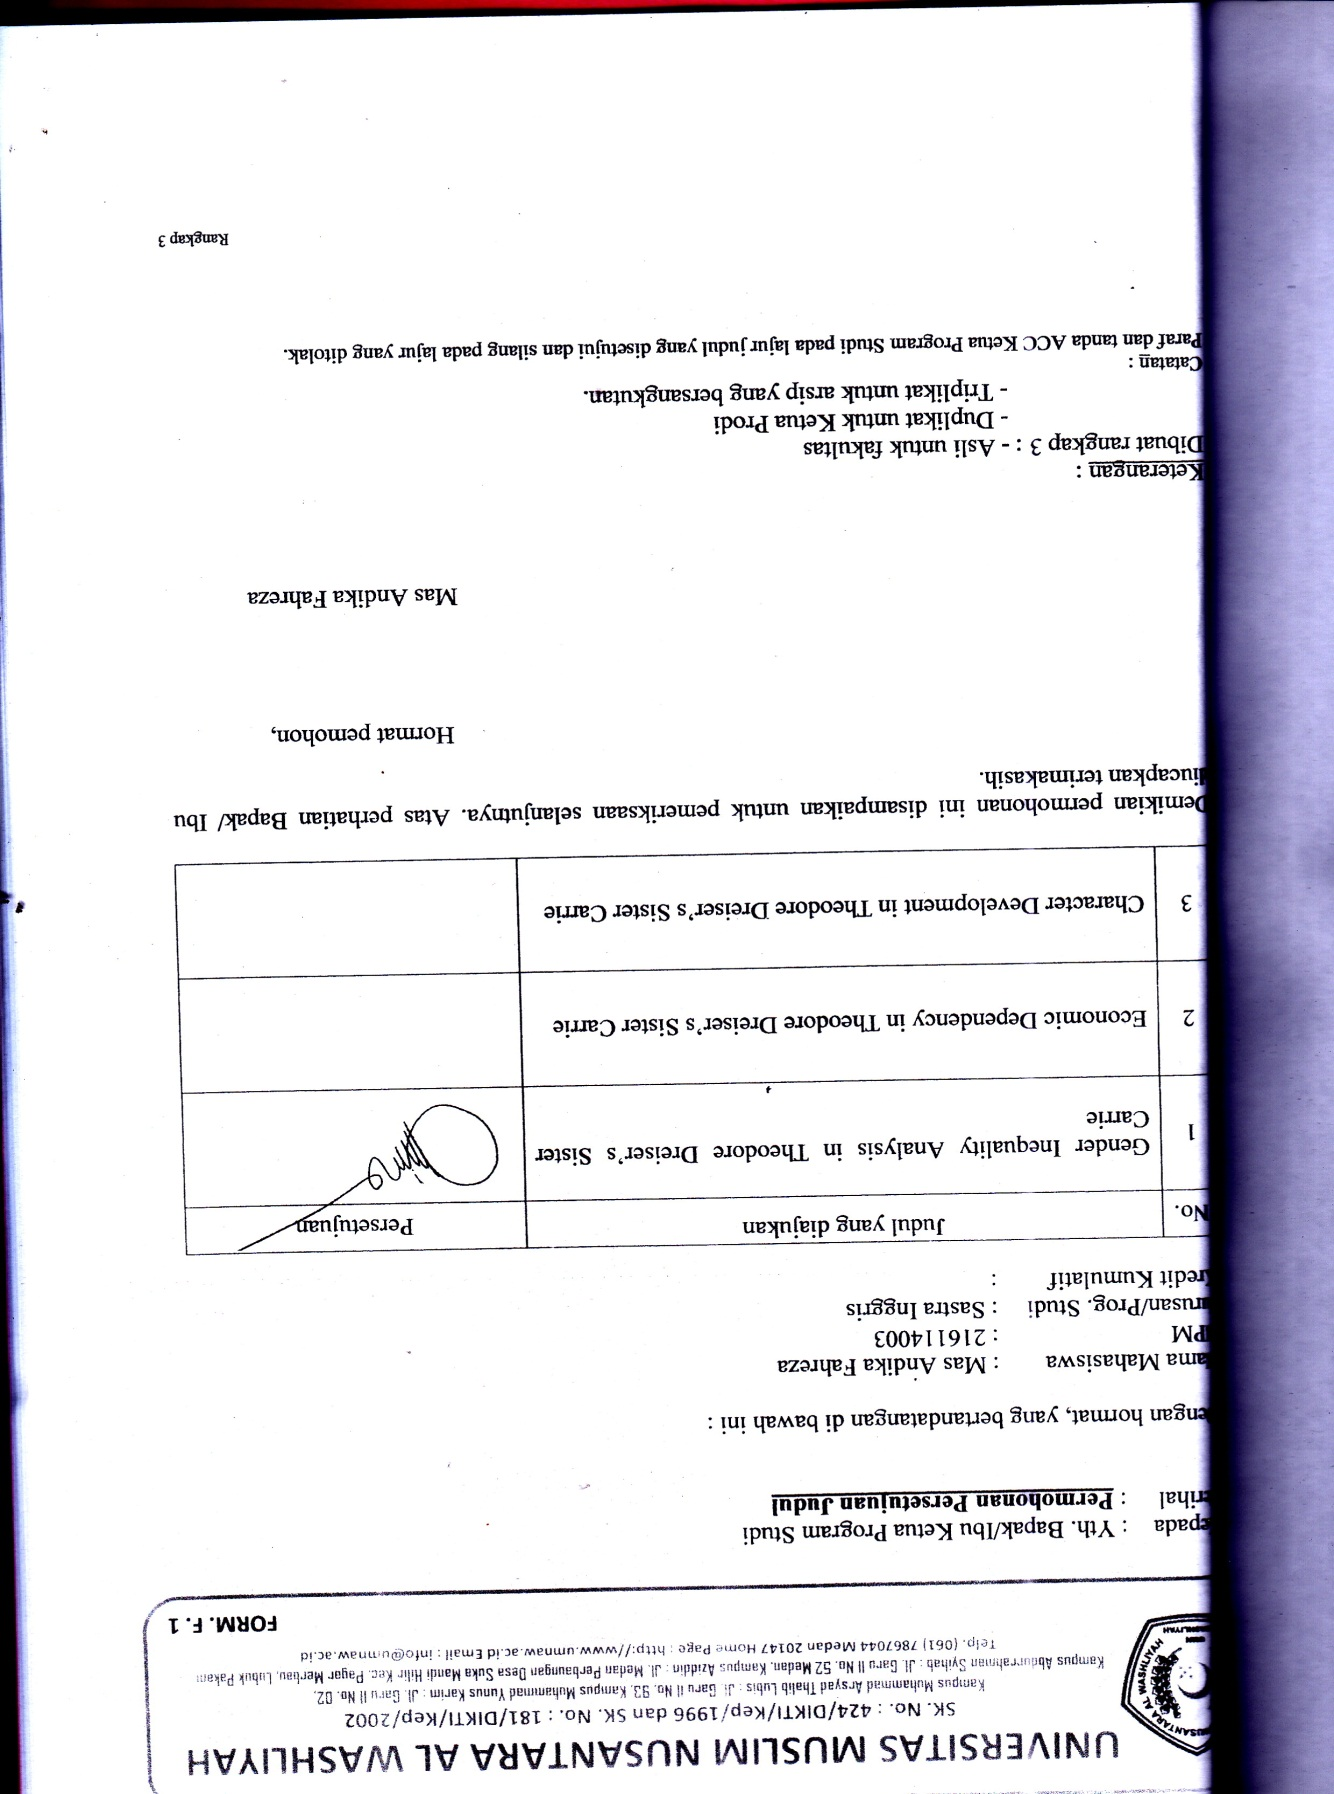 UNIVERSITAS MUSLIM NUSANTARA AL WASHLIYAH
SK. No. : 424/DIKTI/Kep/1996 dan SK. No. : 181/DIKTI/Kep/2002
Kampus Muhammad Arsyad Thalib Lubis : Jl. Garu II No. 93, Kampus Muhammad Yunus Karim : Jl. Garu II No. 02,
Kampus Abdurrahman Syihab : Jl. Garu II No. 52 Medan, Kampus Aziddin : Jl. Medan Perbaungan Desa Suka Mandi Hilir Kec. Pagar Merbau, Lubuk Pakam
Telp. (061) 7867044 Medan 20147 Home Page : http://www.umnaw.ac.id Email : info@umnaw.ac.id
FORM. F. 1
epada : Yth. Bapak/Ibu Ketua Program Studi
erihal : Permohonan Persetujuan Judul
engan hormat, yang bertandatangan di bawah ini :
ama Mahasiswa : Mas Andika Fahreza
PM : 216114003
urusan/Prog. Studi : Sastra Inggris
redit Kumulatif :
No. Judul yang diajukan Persetujuan
1 Gender Inequality Analysis in Theodore Dreiser's Sister
Carrie
2 Economic Dependency in Theodore Dreiser's Sister Carrie
3 Character Development in Theodore Dreiser's Sister Carrie
Demikian permohonan ini disampaikan untuk pemeriksaan selanjutnya. Atas perhatian Bapak/ Ibu
diucapkan terimakasih.
Hormat pemohon,
Mas Andika Fahreza
Keterangan :
Dibuat rangkap 3 : - Asli untuk fakultas
- Duplikat untuk Ketua Prodi
- Triplikat untuk arsip yang bersangkutan.
Catatan :
Paraf dan tanda ACC Ketua Program Studi pada lajur judul yang disetujui dan silang pada lajur yang ditolak.
Rangkap 3